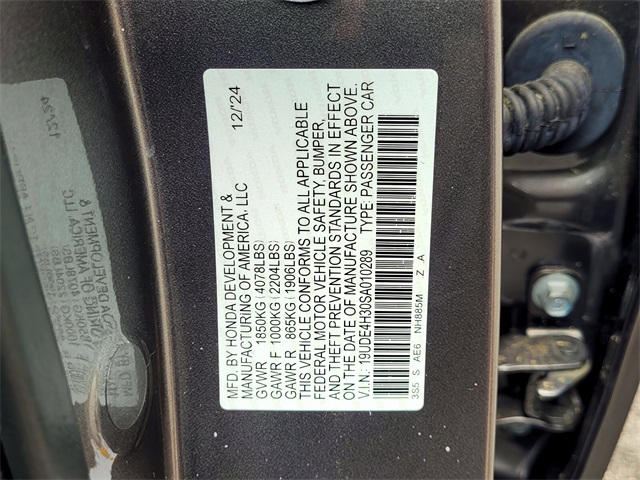 MFD. BY HONDA DEVELOPMENT & 12/'24
MANUFACTURING OF AMERICA, LLC
GVWR 1850KG(4078LBS)
GAWR F 1000KG(2204LBS)
GAWR R 865KG(1906LBS)
THIS VEHICLE CONFORMS TO ALL APPLICABLE
FEDERAL MOTOR VEHICLE SAFETY, BUMPER,
AND THEFT PREVENTION STANDARDS IN EFFECT
ON THE DATE OF MANUFACTURE SHOWN ABOVE.
V.I.N.: 19UDE4H30SA010289 TYPE: PASSENGER CAR
3S5 S AE6 NH885M Z A